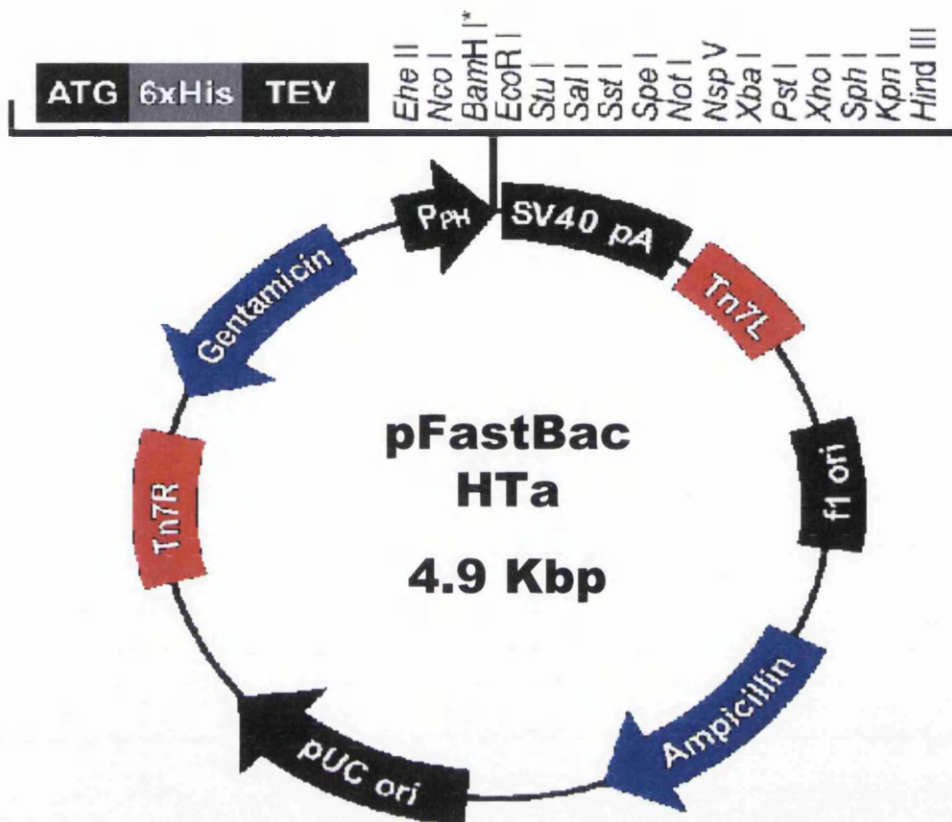 ATG 6xHis TEV
Ehe II
Nco I
BamH I*
EcoR I
Stu I
Sal I
Sst I
Spe I
Not I
Nsp V
Xba I
Pst I
Xho I
Sph I
Kpn I
Hind III
PPH
SV40 pA
Tn7L
f1 ori
Ampicillin
pUC ori
Tn7R
Gentamicin
pFastBac
HTa
4.9 Kbp